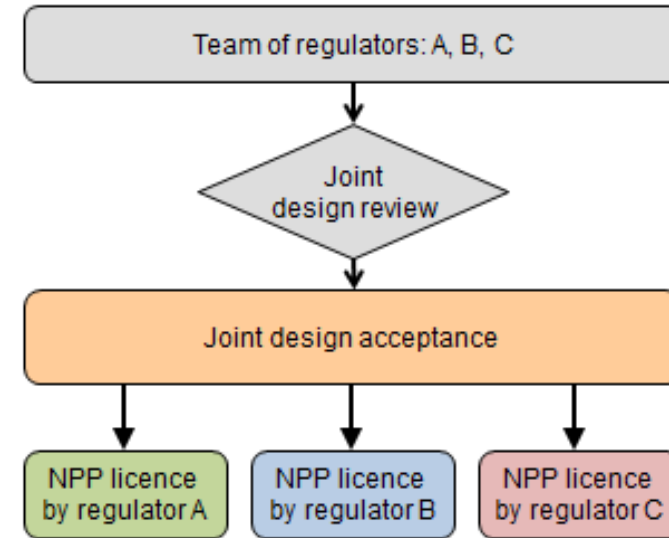 Team of regulators: A, B, C
Joint
design review
Joint design acceptance
NPP licence
by regulator A
NPP licence
by regulator B
NPP licence
by regulator C